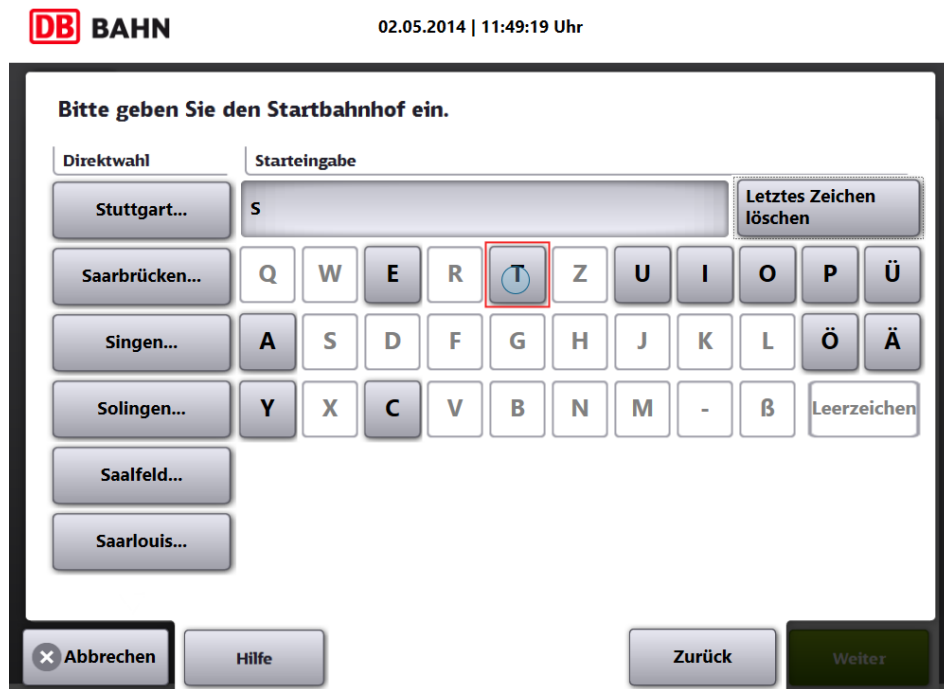 DB BAHN
02.05.2014 | 11:49:19 Uhr
Bitte geben Sie den Startbahnhof ein.
Direktwahl
Starteingabe
Stuttgart...
S
Letztes Zeichen
löschen
Saarbrücken...
Q W E R T Z U I O P Ü
Singen...
A S D F G H J K L Ö Ä
Solingen...
Y X C V B N M - ß Leerzeichen
Saalfeld...
Saarlouis...
Abbrechen
Hilfe
Zurück
Weiter